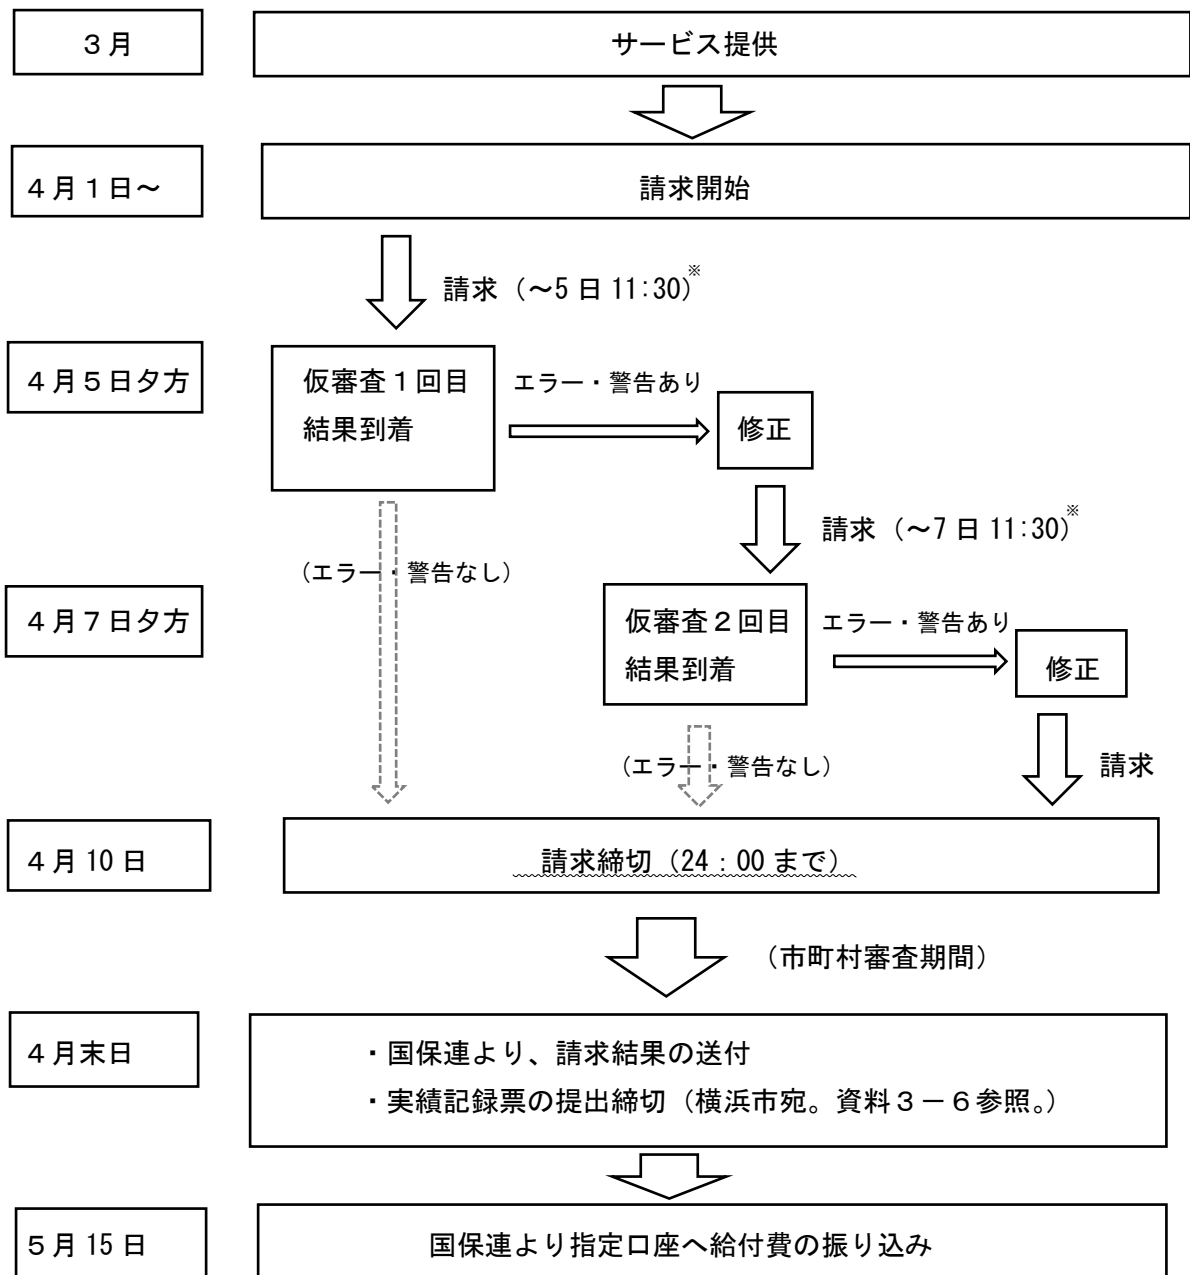 ３月
サービス提供
４月１日～
請求開始
請求（～5日 11:30）※
４月５日夕方
仮審査１回目
結果到着
エラー・警告あり
修正
請求（～7日 11:30）※
（エラー・警告なし）
４月７日夕方
仮審査２回目
結果到着
エラー・警告あり
修正
（エラー・警告なし）
請求
４月 10 日
請求締切（24：00 まで）
（市町村審査期間）
４月末日
・国保連より、請求結果の送付
・実績記録票の提出締切（横浜市宛。資料３－６参照。）
５月 15 日
国保連より指定口座へ給付費の振り込み